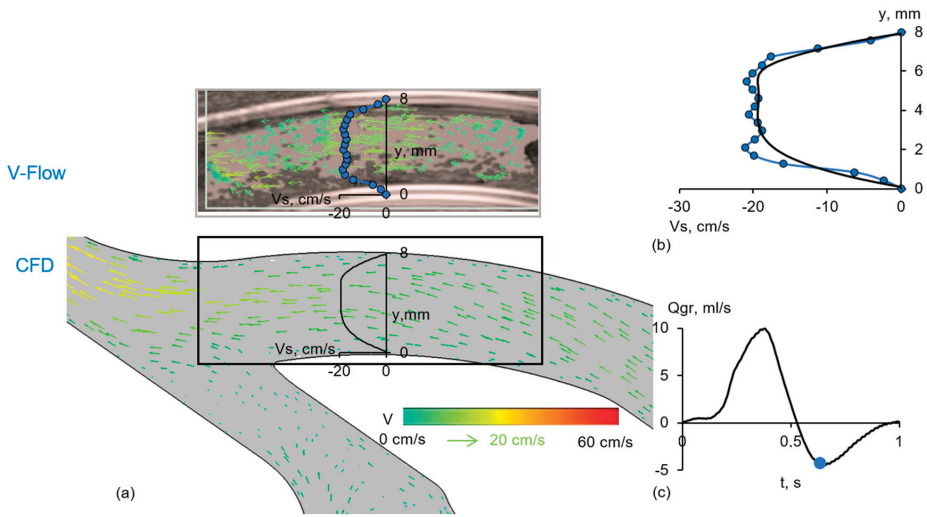 V-Flow
8
y, mm
0
Vs, cm/s
-20
0
CFD
8
y,mm
Vs, cm/s
0
-20
0
V
0 cm/s
20 cm/s
60 cm/s
(a)
y, mm
8
6
4
2
0
-30
-20
-10
0
Vs, cm/s
(b)
Qgr, ml/s
10
5
0
0
0.5
1
-5
(c)
t, s